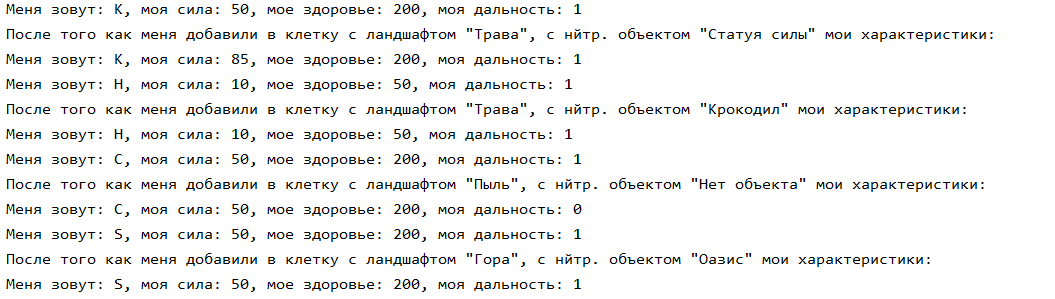 Меня зовут: K, моя сила: 50, мое здоровье: 200, моя дальность: 1
После того как меня добавили в клетку с ландшафтом "Трава", с нйтр. объектом "Статуя силы" мои характеристики:
Меня зовут: K, моя сила: 85, мое здоровье: 200, моя дальность: 1
Меня зовут: H, моя сила: 10, мое здоровье: 50, моя дальность: 1
После того как меня добавили в клетку с ландшафтом "Трава", с нйтр. объектом "Крокодил" мои характеристики:
Меня зовут: H, моя сила: 10, мое здоровье: 50, моя дальность: 1
Меня зовут: C, моя сила: 50, мое здоровье: 200, моя дальность: 1
После того как меня добавили в клетку с ландшафтом "Пыль", с нйтр. объектом "Нет объекта" мои характеристики:
Меня зовут: C, моя сила: 50, мое здоровье: 200, моя дальность: 0
Меня зовут: S, моя сила: 50, мое здоровье: 200, моя дальность: 1
После того как меня добавили в клетку с ландшафтом "Гора", с нйтр. объектом "Оазис" мои характеристики:
Меня зовут: S, моя сила: 50, мое здоровье: 200, моя дальность: 1